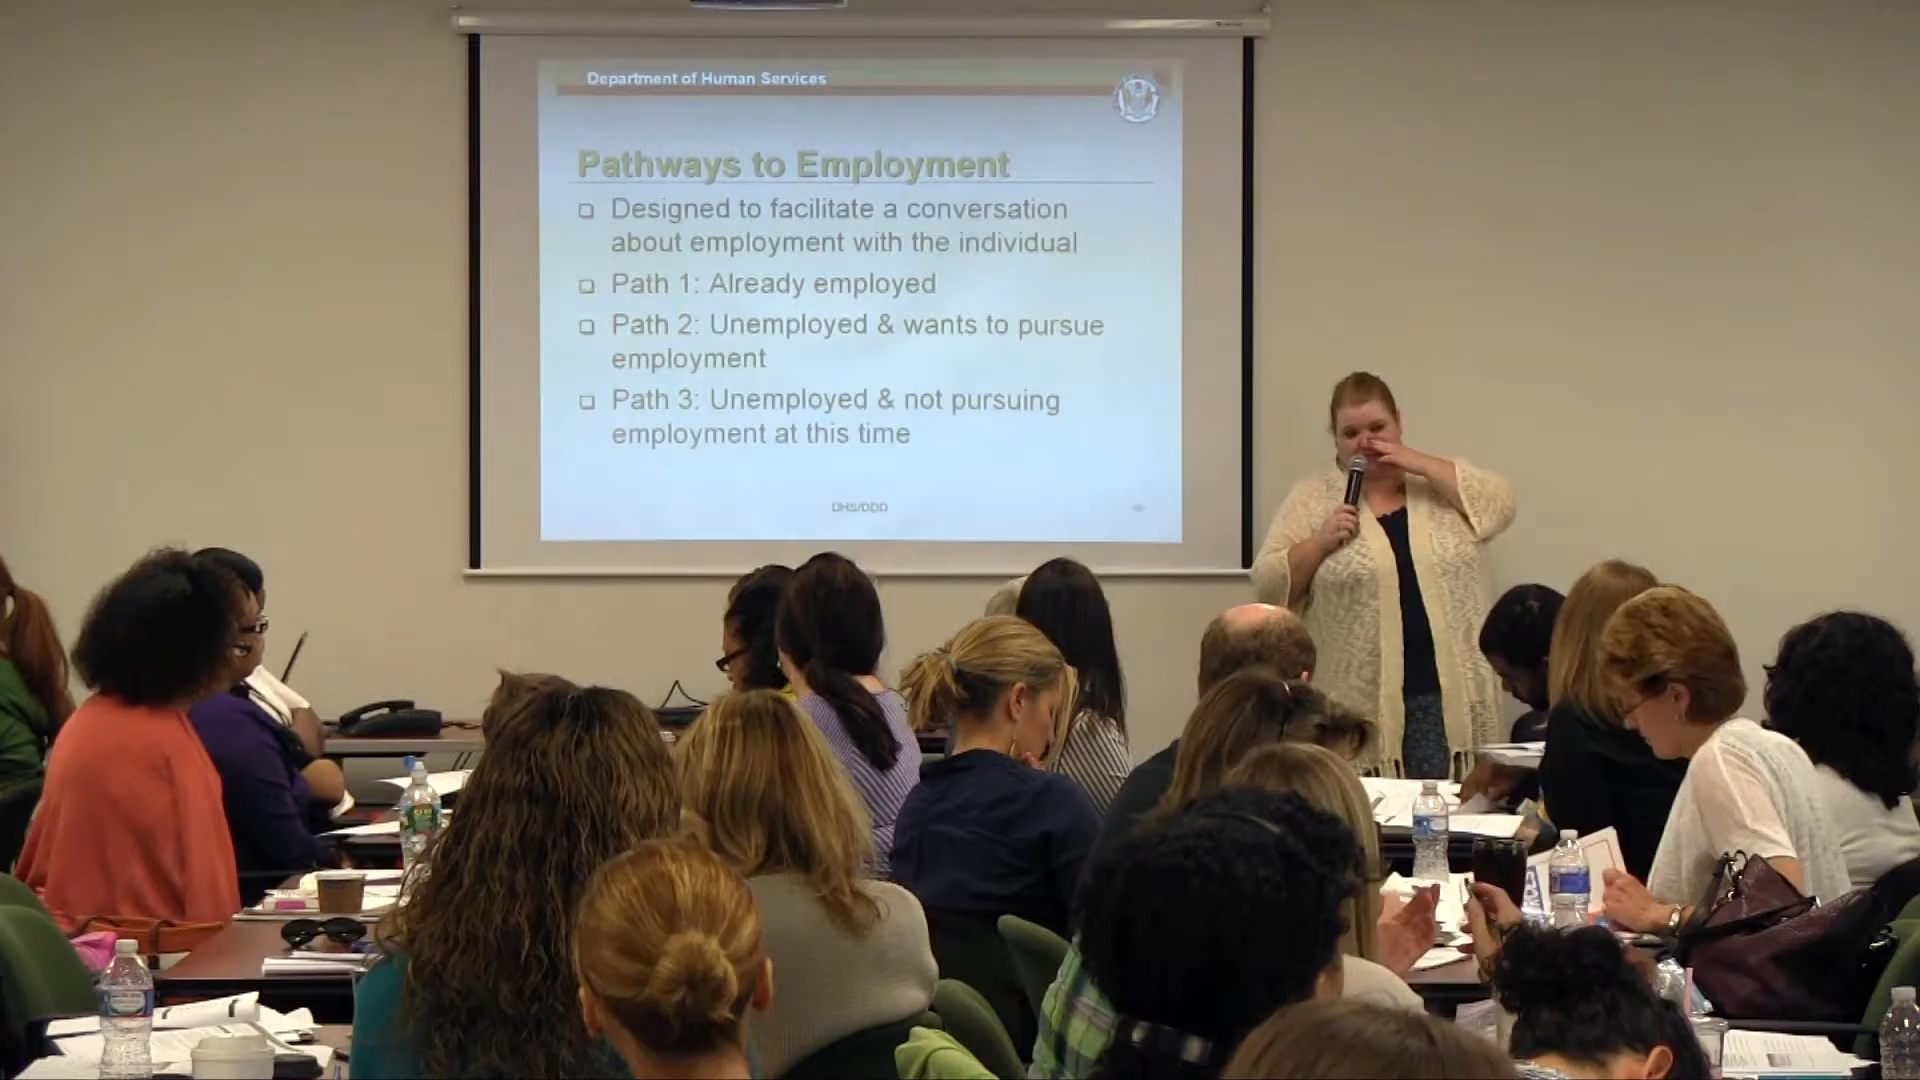 Department of Human Services
Pathways to Employment
Designed to facilitate a conversation
about employment with the individual
Path 1: Already employed
Path 2: Unemployed & wants to pursue
employment
Path 3: Unemployed & not pursuing
employment at this time
DHS/DDD